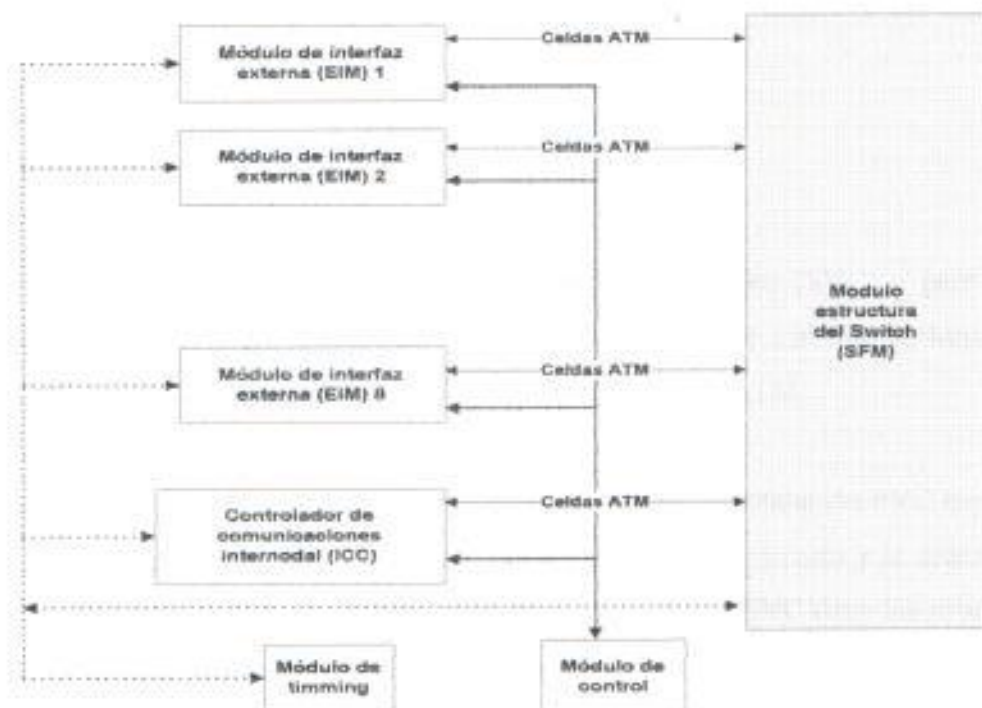 Módulo de interfaz
externa (EIM) 1
Celdas ATM
Módulo de interfaz
externa (EIM) 2
Celdas ATM
Modulo
estructura
del Switch
(SFM)
Módulo de interfaz
externa (EIM) 8
Celdas ATM
Controlador de
comunicaciones
internodal (ICC)
Celdas ATM
Módulo de
timming
Módulo de
control